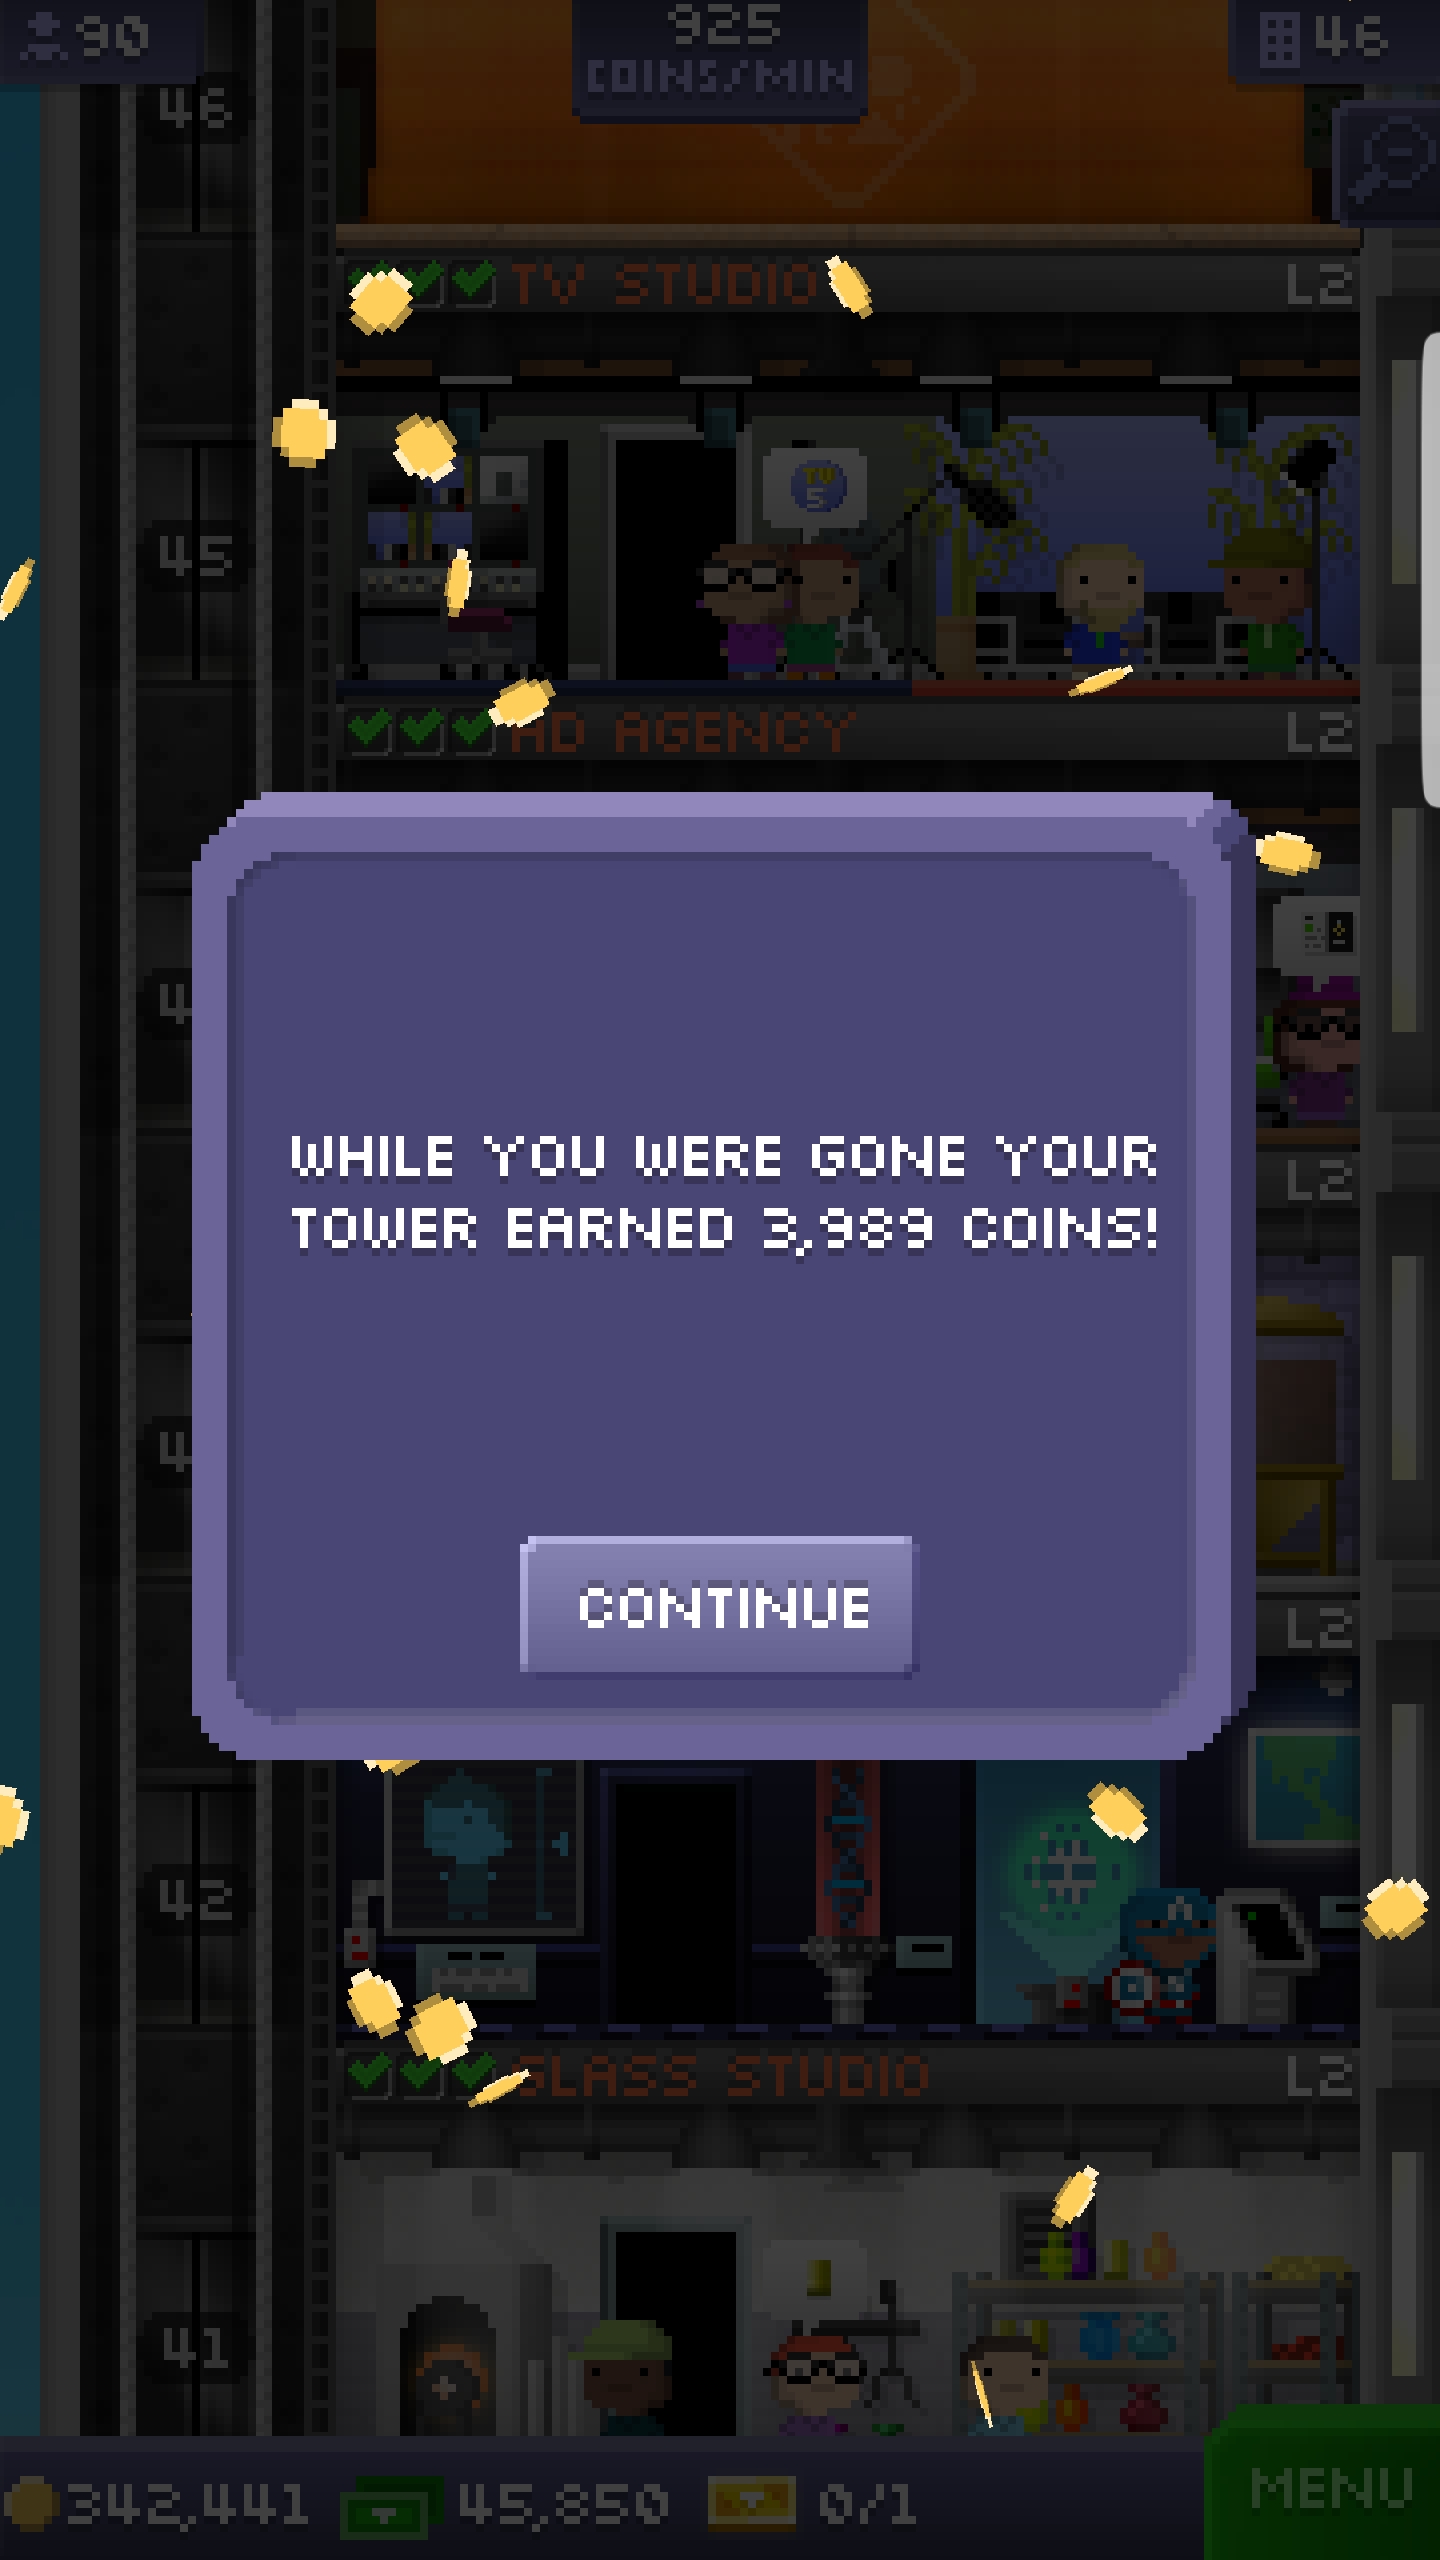 90
925
46
COINS/MIN
46
TV STUDIO L2
TV
5
45
AD AGENCY L2
WHILE YOU WERE GONE YOUR
TOWER EARNED 3,989 COINS!
L2
CONTINUE
L2
42
GLASS STUDIO L2
41
342,441 45,850 0/1
MENU